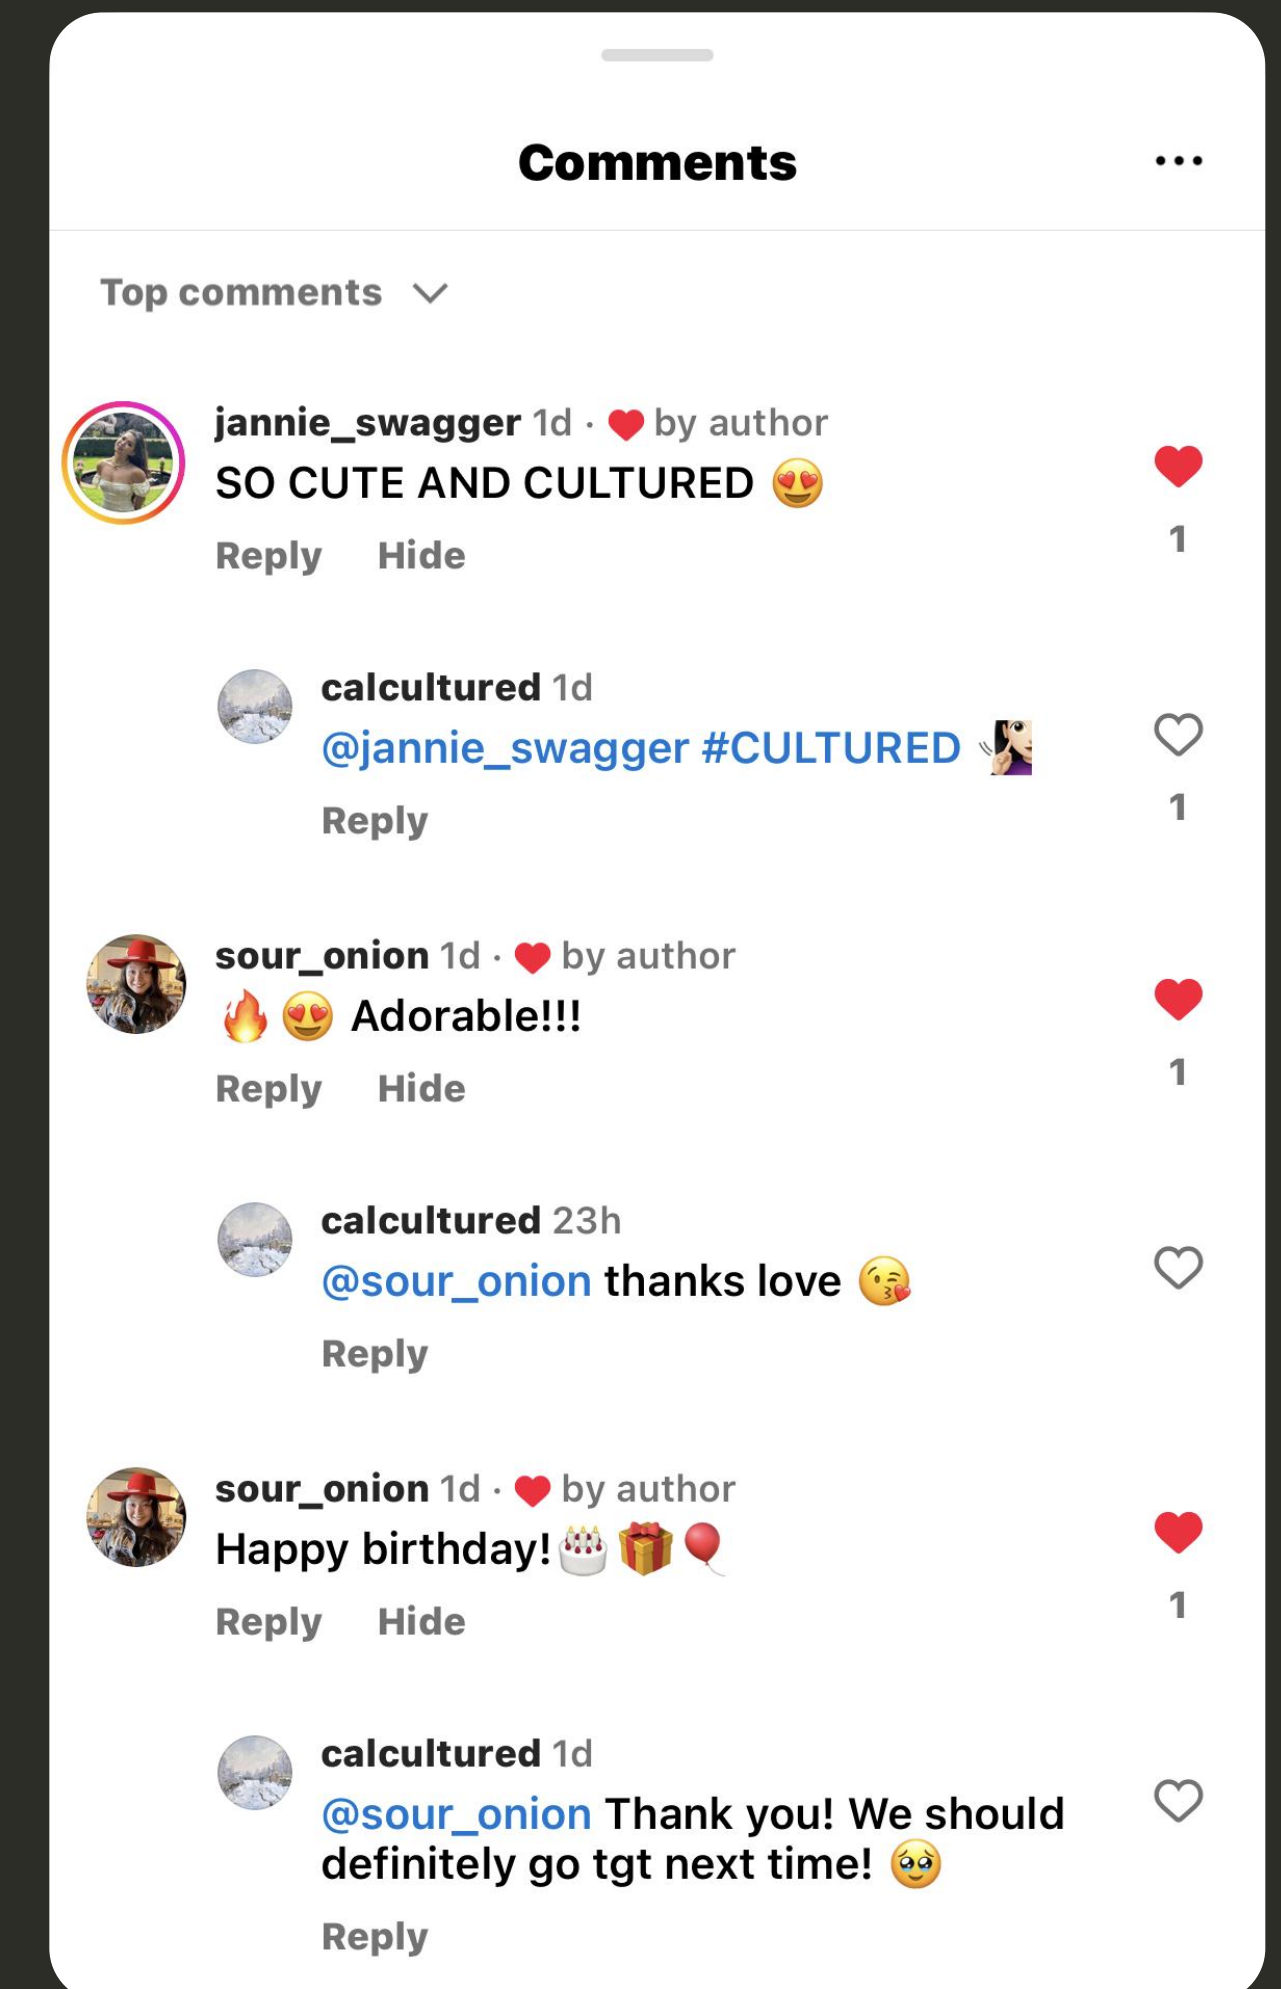 Comments
Top comments
jannie_swagger 1d · ❤️ by author
SO CUTE AND CULTURED 😍
1
Reply Hide
calcultured 1d
@jannie_swagger #CULTURED 🧏🏻‍♀️
1
Reply
sour_onion 1d · ❤️ by author
🔥😍 Adorable!!!
1
Reply Hide
calcultured 23h
@sour_onion thanks love 😘
Reply
sour_onion 1d · ❤️ by author
Happy birthday!🎂🎁🎈
1
Reply Hide
calcultured 1d
@sour_onion Thank you! We should
definitely go tgt next time! 🥹
Reply